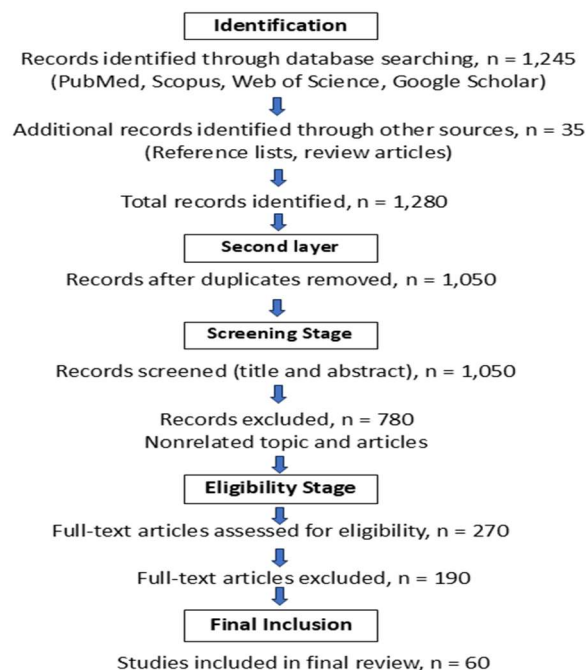 Identification
Records identified through database searching, n = 1,245
(PubMed, Scopus, Web of Science, Google Scholar)
Additional records identified through other sources, n = 35
(Reference lists, review articles)
Total records identified, n = 1,280
Second layer
Records after duplicates removed, n = 1,050
Screening Stage
Records screened (title and abstract), n = 1,050
Records excluded, n = 780
Nonrelated topic and articles
Eligibility Stage
Full-text articles assessed for eligibility, n = 270
Full-text articles excluded, n = 190
Final Inclusion
Studies included in final review, n = 60